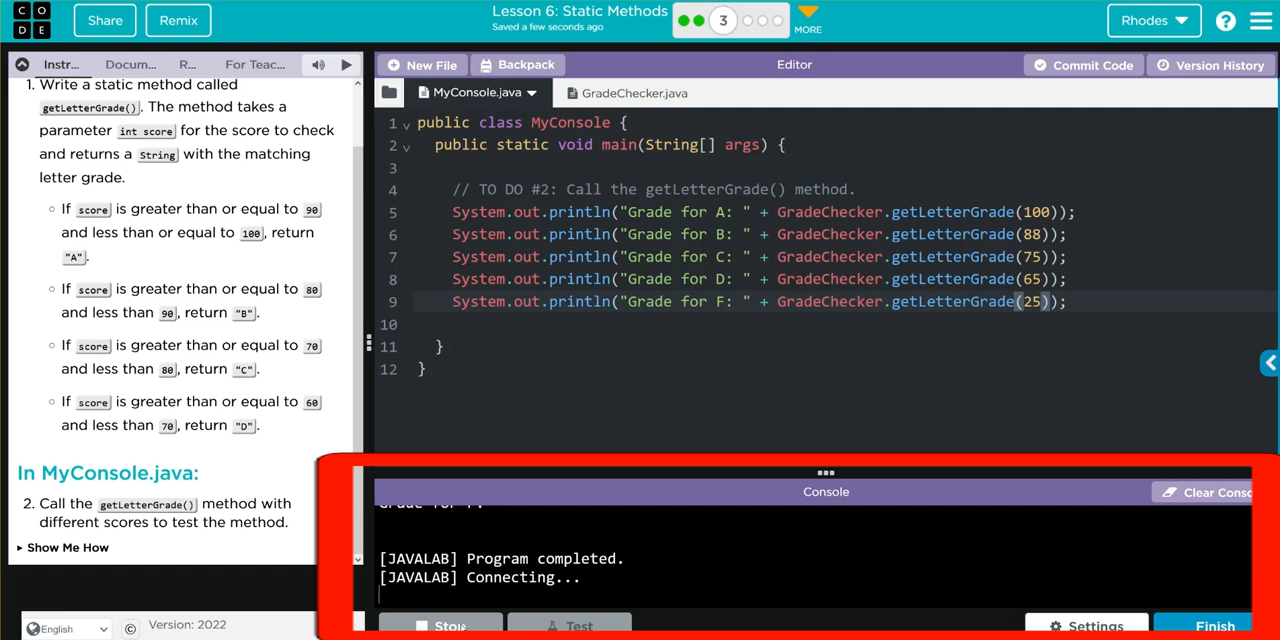 C O
D E
Share
Remix
Lesson 6: Static Methods
Saved a few seconds ago
3
MORE
Rhodes
?
Instr...
Docum...
R...
For Teac...
1. Write a static method called
getLetterGrade(). The method takes a
parameter int score for the score to check
and returns a String with the matching
letter grade.
If score is greater than or equal to 90
and less than or equal to 100, return
"A".
If score is greater than or equal to 80
and less than 90, return "B".
If score is greater than or equal to 70
and less than 80, return "C".
If score is greater than or equal to 60
and less than 70, return "D".
In MyConsole.java:
2. Call the getLetterGrade() method with
different scores to test the method.
Show Me How
English
©
Version: 2022
New File
Backpack
Editor
Commit Code
Version History
MyConsole.java
GradeChecker.java
1 public class MyConsole {
2 public static void main(String[] args) {
3
4 // TO DO #2: Call the getLetterGrade() method.
5 System.out.println("Grade for A: " + GradeChecker.getLetterGrade(100));
6 System.out.println("Grade for B: " + GradeChecker.getLetterGrade(88));
7 System.out.println("Grade for C: " + GradeChecker.getLetterGrade(75));
8 System.out.println("Grade for D: " + GradeChecker.getLetterGrade(65));
9 System.out.println("Grade for F: " + GradeChecker.getLetterGrade(25));
10
11 }
12 }
Console
Clear Conso
Grade for F:
[JAVALAB] Program completed.
[JAVALAB] Connecting...
Stop
Test
Settings
Finish